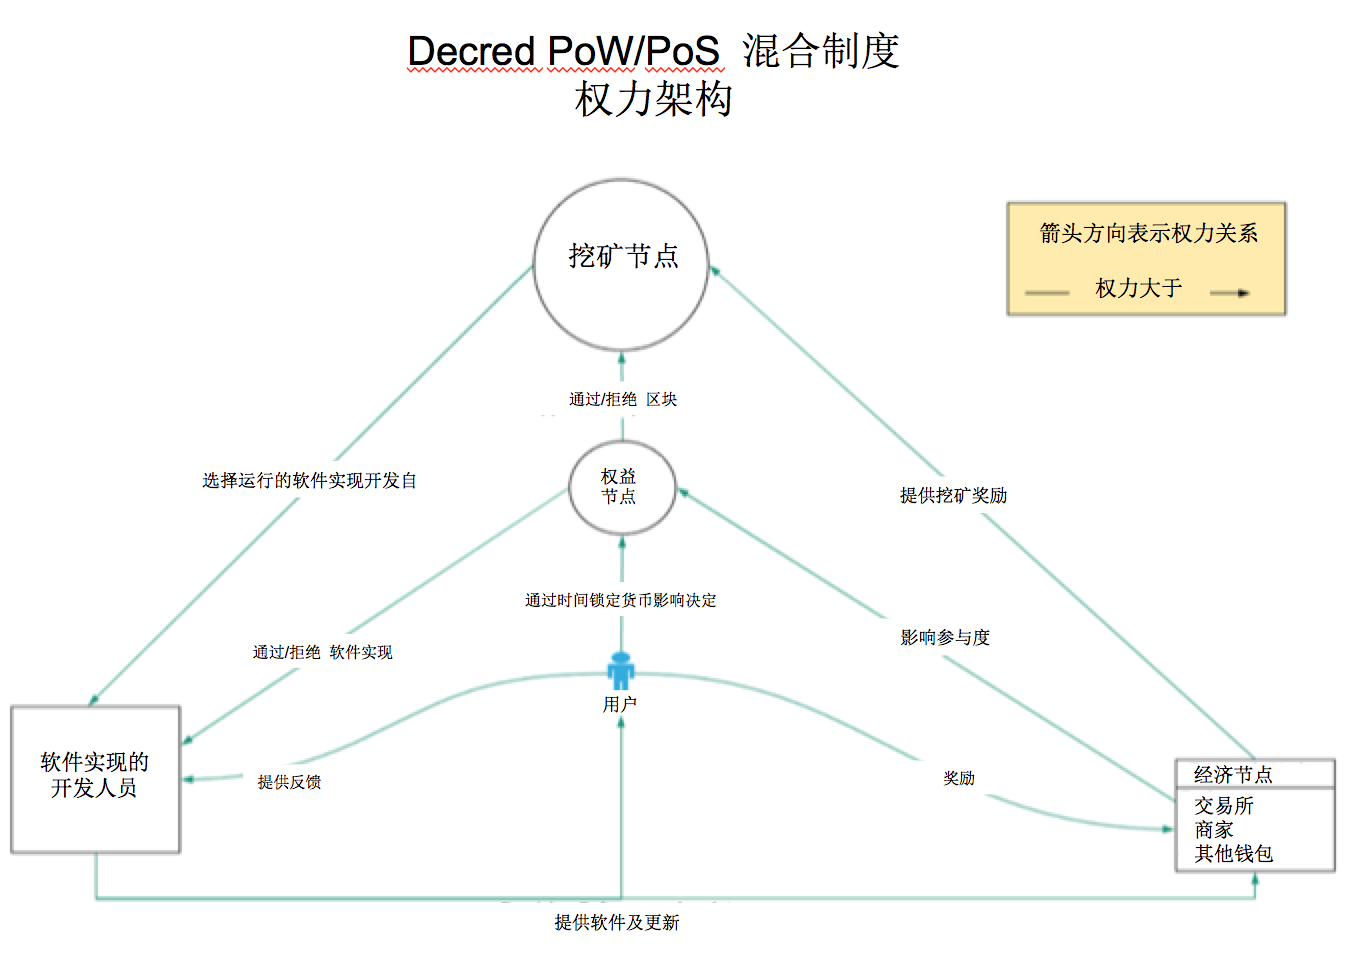 Decred PoW/PoS 混合制度
权力架构
挖矿节点
箭头方向表示权力关系
权力大于
通过/拒绝 区块
选择运行的软件实现开发自
权益
节点
提供挖矿奖励
通过时间锁定货币影响决定
影响参与度
通过/拒绝 软件实现
用户
软件实现的
开发人员
提供反馈
奖励
经济节点
交易所
商家
其他钱包
提供软件及更新